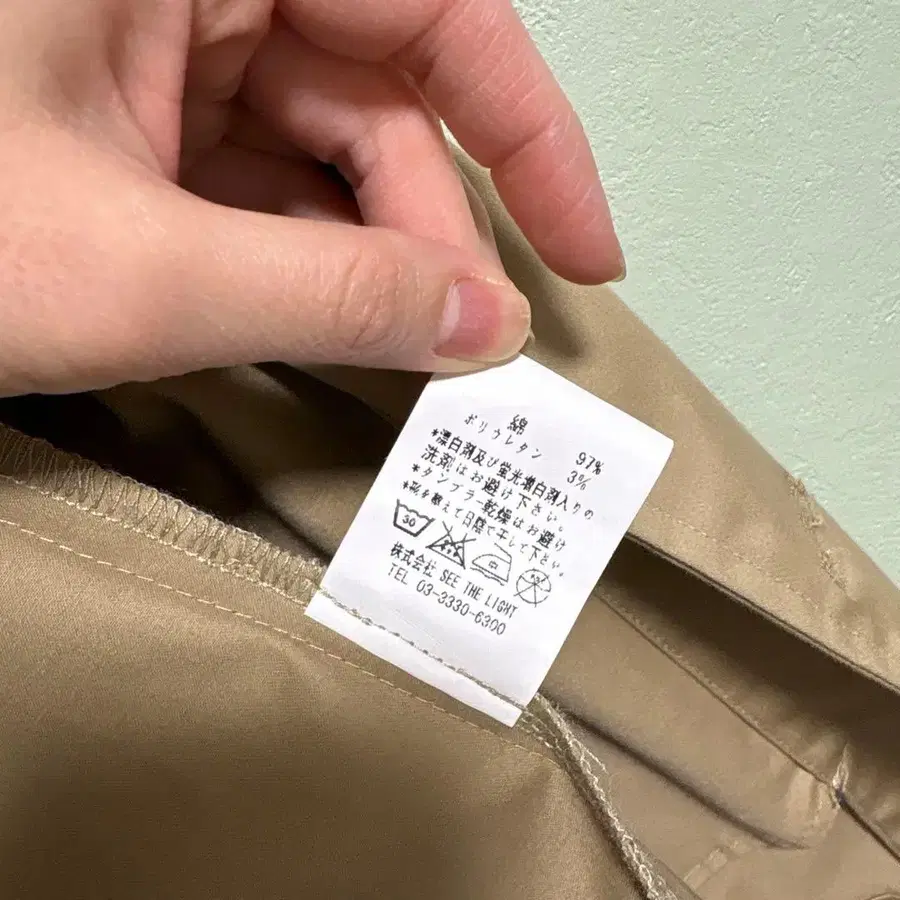 綿 97%
ポリウレタン 3%
*漂白剤及び蛍光増白剤入りの
洗剤はお避け下さい。
*タンブラー乾燥はお避け
下さい。
*形を整えて日陰で干して下さい。
30
株式会社 SEE THE LIGHT
TEL 03-3330-6300